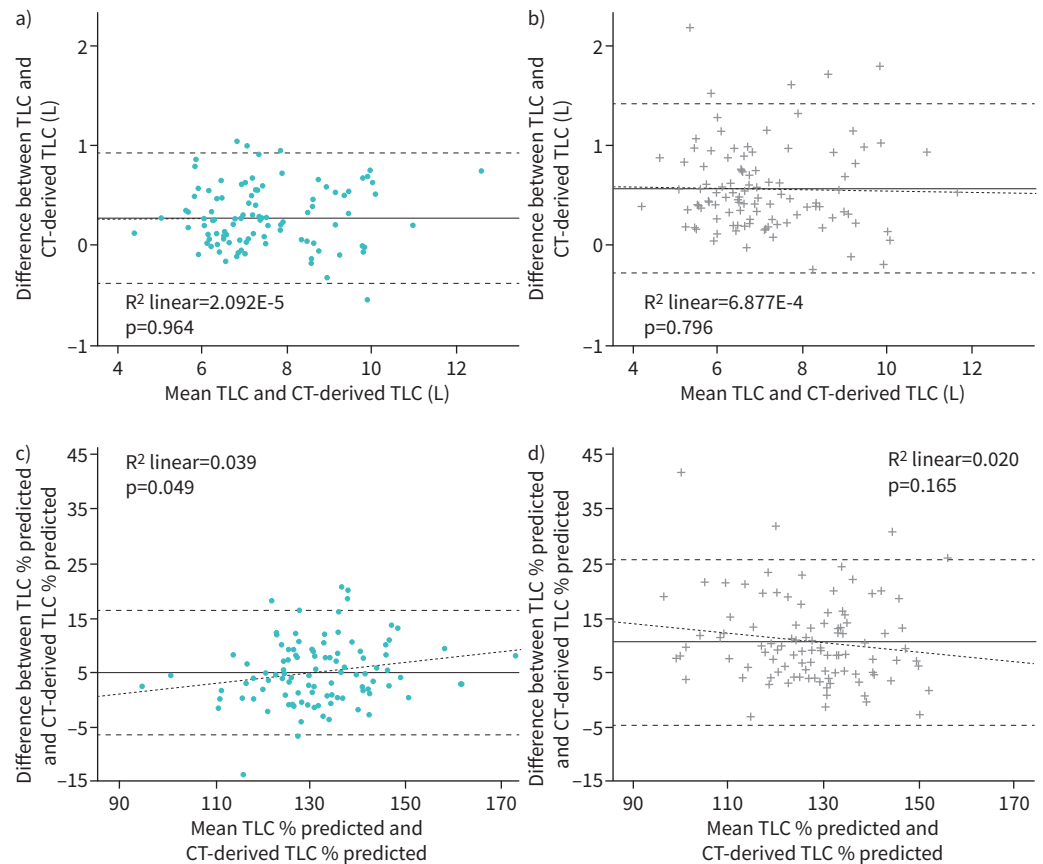 a)
Difference between TLC and
CT-derived TLC (L)
2
1
0
–1
R² linear=2.092E-5
p=0.964
4 6 8 10 12
Mean TLC and CT-derived TLC (L)
b)
Difference between TLC and
CT-derived TLC (L)
2
1
0
–1
R² linear=6.877E-4
p=0.796
4 6 8 10 12
Mean TLC and CT-derived TLC (L)
c)
Difference between TLC % predicted
and CT-derived TLC % predicted
45
35
25
15
5
–5
–15
R² linear=0.039
p=0.049
90 110 130 150 170
Mean TLC % predicted and
CT-derived TLC % predicted
d)
Difference between TLC % predicted
and CT-derived TLC % predicted
45
35
25
15
5
–5
–15
R² linear=0.020
p=0.165
90 110 130 150 170
Mean TLC % predicted and
CT-derived TLC % predicted